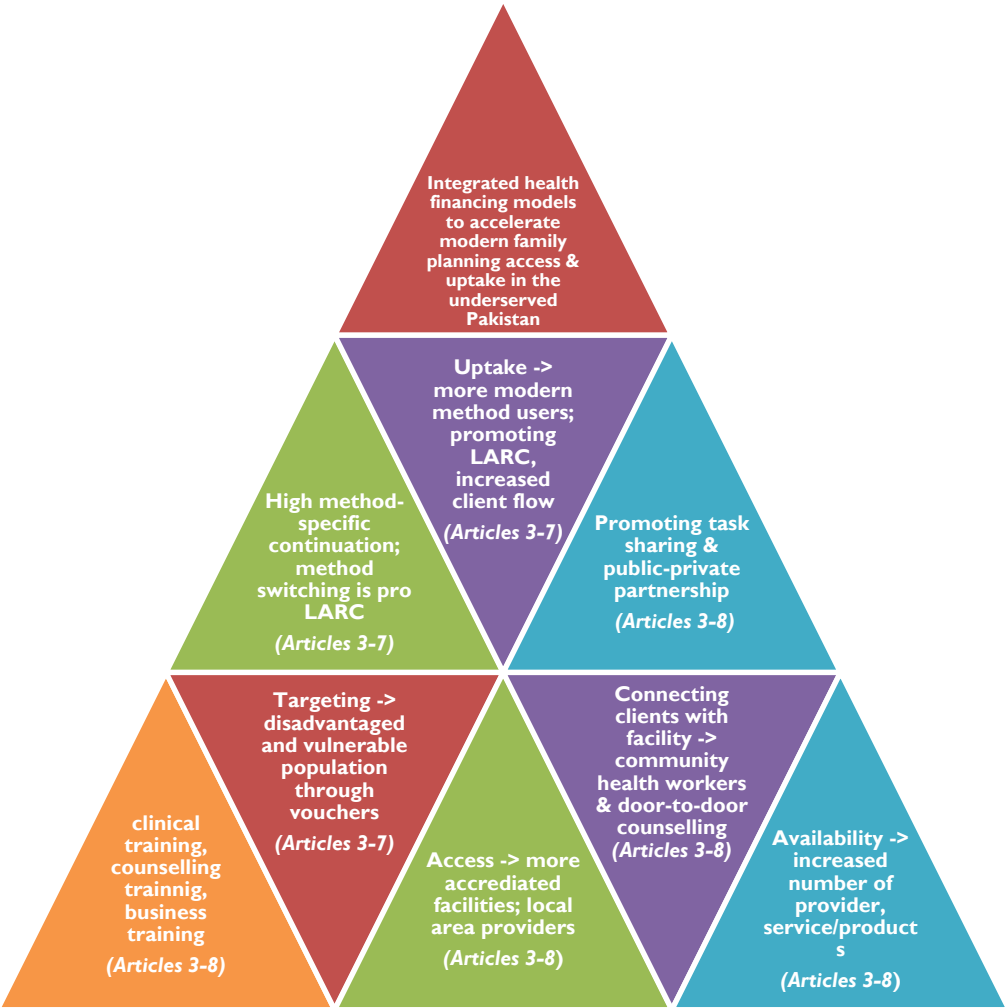 Integrated health
financing models
to accelerate
modern family
planning access &
uptake in the
underserved
Pakistan
High method-
specific
continuation;
method
switching is pro
LARC
(Articles 3-7)
Uptake ->
more modern
method users;
promoting
LARC,
increased
client flow
(Articles 3-7)
Promoting task
sharing &
public-private
partnership
(Articles 3-8)
clinical
training,
counselling
trainnig,
business
training
(Articles 3-8)
Targeting ->
disadvantaged
and vulnerable
population
through
vouchers
(Articles 3-7)
Access -> more
accrediated
facilities; local
area providers
(Articles 3-8)
Connecting
clients with
facility ->
community
health workers
& door-to-door
counselling
(Articles 3-8)
Availability ->
increased
number of
provider,
service/product
s
(Articles 3-8)